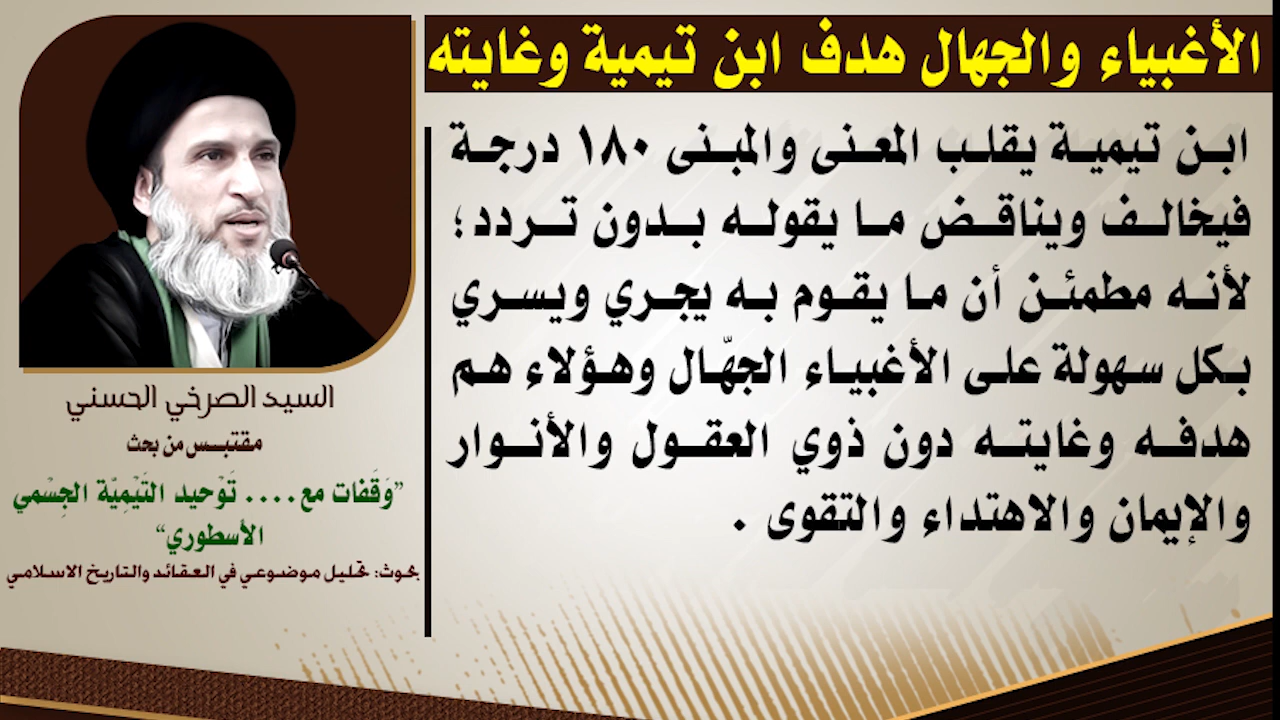 الأغبياء والجهال هدف ابن تيمية وغايته
ابن تيمية يقلب المعنى والمبنى ١٨٠ درجة
فيخالف ويناقض ما يقوله بدون تردد؛
لأنه مطمئن أن ما يقوم به يجري ويسري
بكل سهولة على الأغبياء الجهّال وهؤلاء هم
هدفه وغايته دون ذوي العقول والأنوار
والإيمان والاهتداء والتقوى .
السيد الصرخي الحسني
مقتبس من بحث
”وَقَفات مع.... تَوْحيد التَيْمِيّة الجِسْمي
الأسطوري“
بحوث: تحليل موضوعي في العقائد والتاريخ الاسلامي